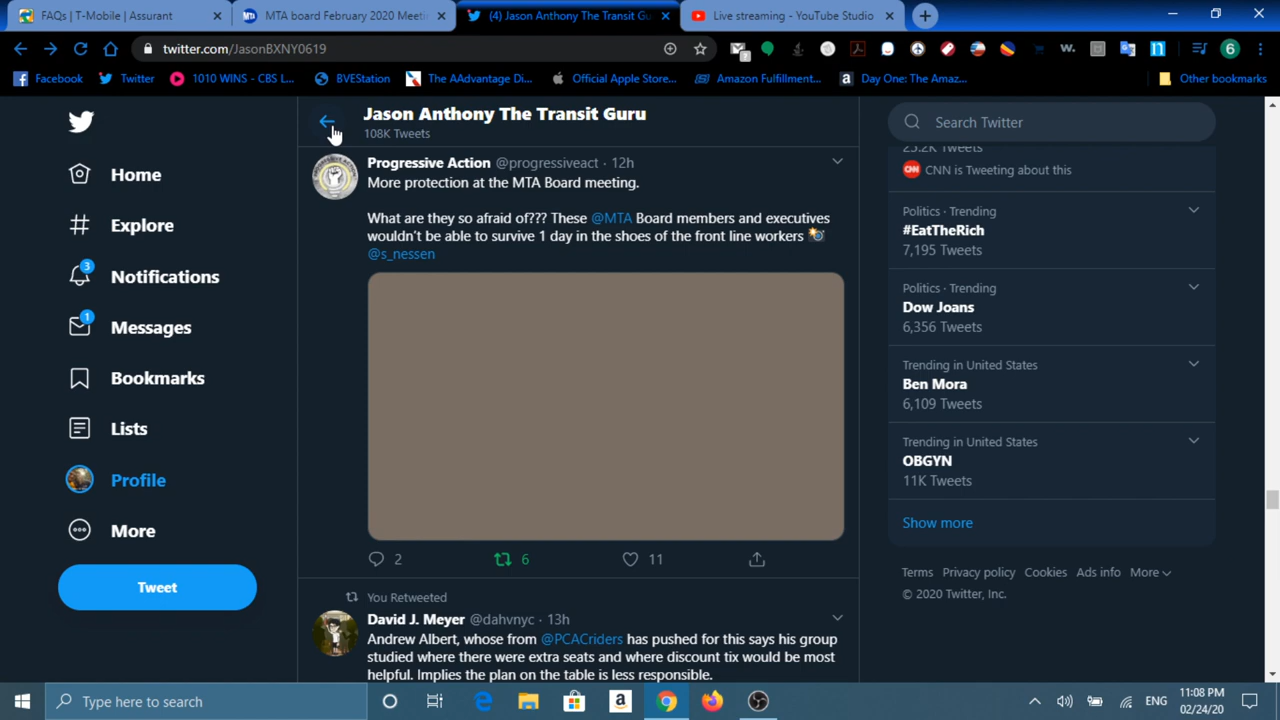 FAQs | T-Mobile | Assurant
MTA board February 2020 Meeti
(4) Jason Anthony The Transit Gu
Live streaming - YouTube Studio
twitter.com/JasonBXNY0619
Facebook
Twitter
1010 WINS - CBS L...
BVEStation
The AAdvantage Di...
Official Apple Store...
Amazon Fulfillment...
Day One: The Amaz...
Other bookmarks
Home
Explore
3
Notifications
1
Messages
Bookmarks
Lists
Profile
More
Tweet
Jason Anthony The Transit Guru
108K Tweets
Progressive Action @progressiveact · 12h
More protection at the MTA Board meeting.
What are they so afraid of??? These @MTA Board members and executives
wouldn't be able to survive 1 day in the shoes of the front line workers
@s_nessen
2 6 11
You Retweeted
David J. Meyer @dahvnyc · 13h
Andrew Albert, whose from @PCACriders has pushed for this says his group
studied where there were extra seats and where discount tix would be most
helpful. Implies the plan on the table is less responsible.
Search Twitter
23.2K Tweets
CNN is Tweeting about this
Politics · Trending
#EatTheRich
7,195 Tweets
Politics · Trending
Dow Joans
6,356 Tweets
Trending in United States
Ben Mora
6,109 Tweets
Trending in United States
OBGYN
11K Tweets
Show more
Terms Privacy policy Cookies Ads info More
© 2020 Twitter, Inc.
Type here to search
ENG
11:08 PM
02/24/20